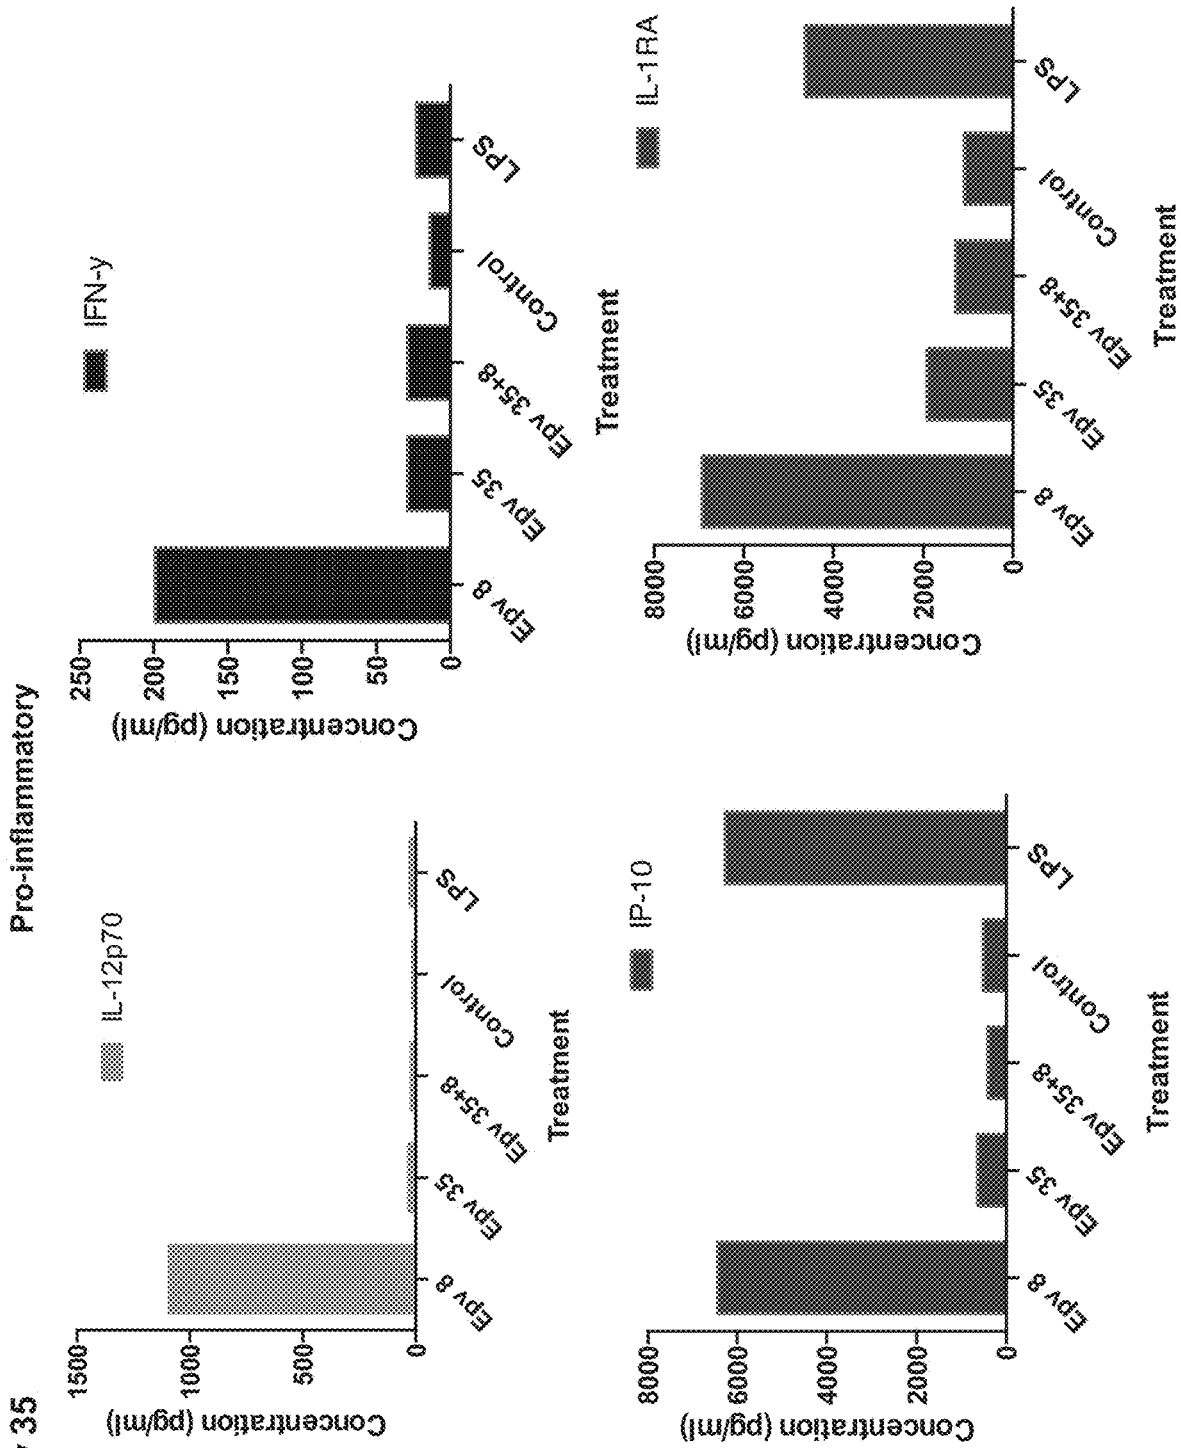 35
Pro-inflammatory
IL-12p70
Concentration (pg/ml)
1500
1000
500
0
Epv 8
Epv 35
Epv 35+8
Control
LPS
Treatment
IFN-y
Concentration (pg/ml)
250
200
150
100
50
0
Epv 8
Epv 35
Epv 35+8
Control
LPS
Treatment
IP-10
Concentration (pg/ml)
8000
6000
4000
2000
0
Epv 8
Epv 35
Epv 35+8
Control
LPS
Treatment
IL-1RA
Concentration (pg/ml)
8000
6000
4000
2000
0
Epv 8
Epv 35
Epv 35+8
Control
LPS
Treatment